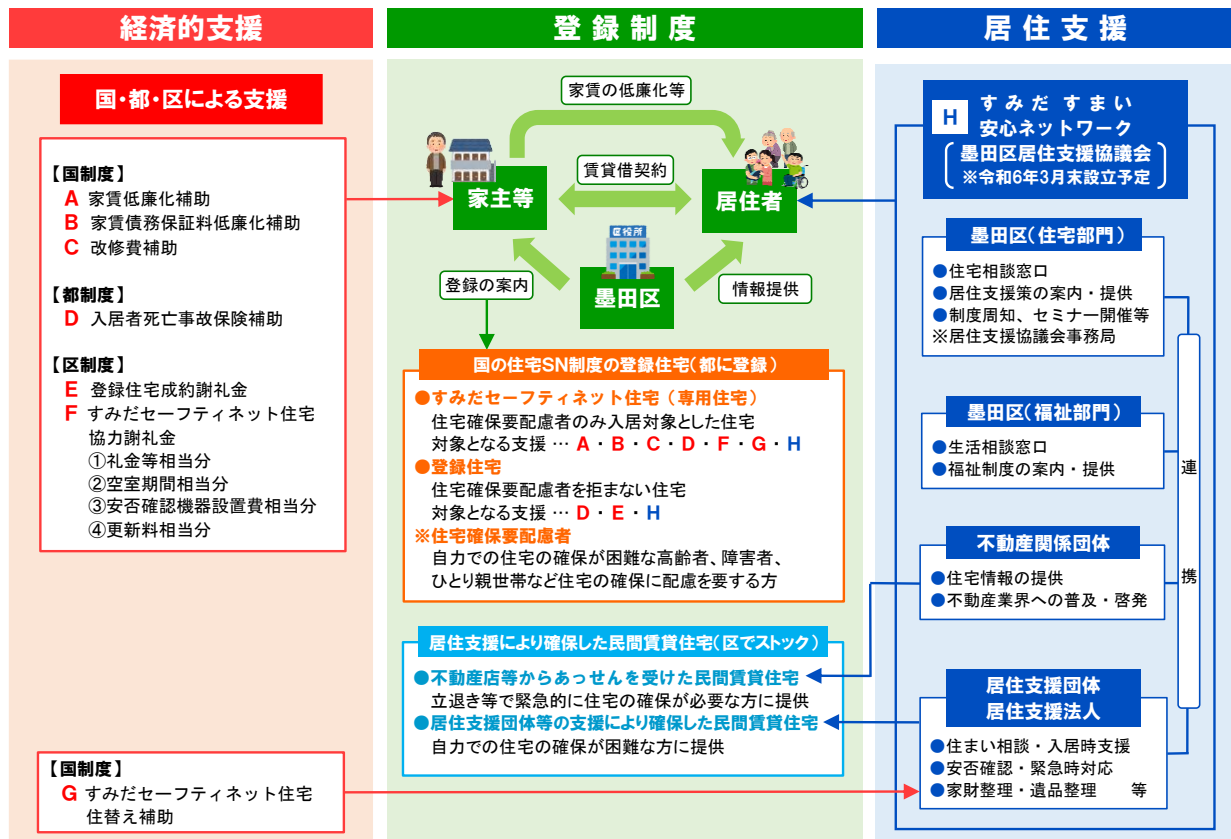 経済的支援
国・都・区による支援
【国制度】
A 家賃低廉化補助
B 家賃債務保証料低廉化補助
C 改修費補助
【都制度】
D 入居者死亡事故保険補助
【区制度】
E 登録住宅成約謝礼金
F すみだセーフティネット住宅
協力謝礼金
①礼金等相当分
②空室期間相当分
③安否確認機器設置費相当分
④更新料相当分
【国制度】
G すみだセーフティネット住宅
住替え補助
登録制度
家賃の低廉化等
賃貸借契約
家主等
居住者
区役所
墨田区
登録の案内
情報提供
国の住宅SN制度の登録住宅(都に登録)
●すみだセーフティネット住宅（専用住宅）
住宅確保要配慮者のみ入居対象とした住宅
対象となる支援 … A・B・C・D・F・G・H
●登録住宅
住宅確保要配慮者を拒まない住宅
対象となる支援 … D・E・H
※住宅確保要配慮者
自力での住宅の確保が困難な高齢者、障害者、
ひとり親世帯など住宅の確保に配慮を要する方
居住支援により確保した民間賃貸住宅(区でストック)
●不動産店等からあっせんを受けた民間賃貸住宅
立退き等で緊急的に住宅の確保が必要な方に提供
●居住支援団体等の支援により確保した民間賃貸住宅
自力での住宅の確保が困難な方に提供
居住支援
H すみだ すまい
安心ネットワーク
墨田区居住支援協議会
※令和6年3月末設立予定
墨田区(住宅部門)
●住宅相談窓口
●居住支援策の案内・提供
●制度周知、セミナー開催等
※居住支援協議会事務局
墨田区(福祉部門)
●生活相談窓口
●福祉制度の案内・提供
不動産関係団体
●住宅情報の提供
●不動産業界への普及・啓発
居住支援団体
居住支援法人
●住まい相談・入居時支援
●安否確認・緊急時対応
●家財整理・遺品整理 等
連携